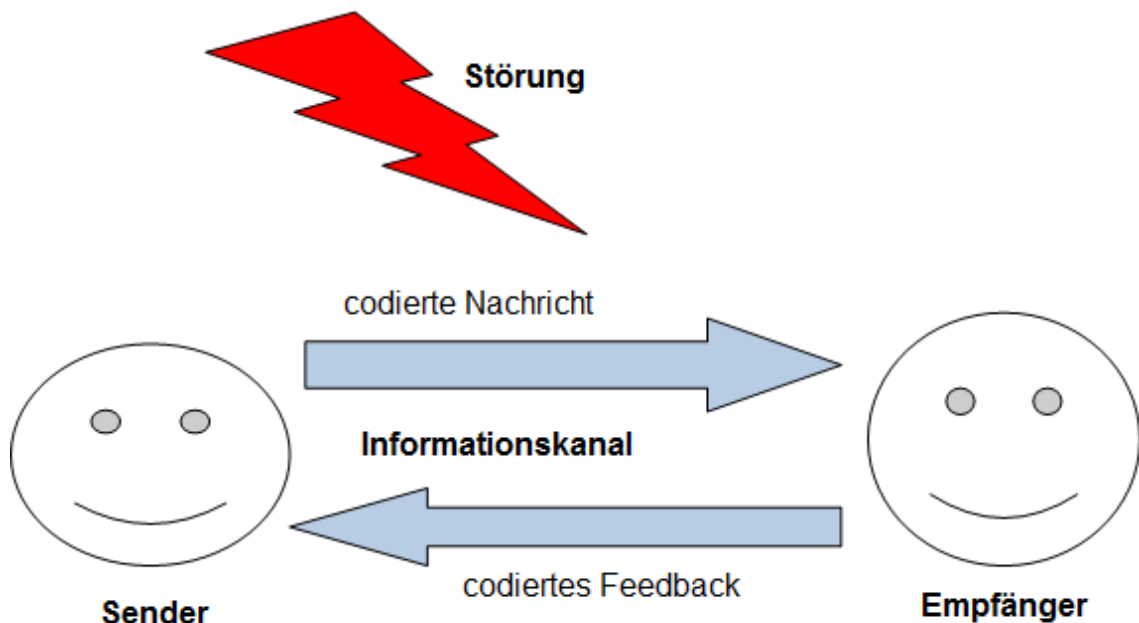 Störung
codierte Nachricht
Informationskanal
codiertes Feedback
Sender
Empfänger